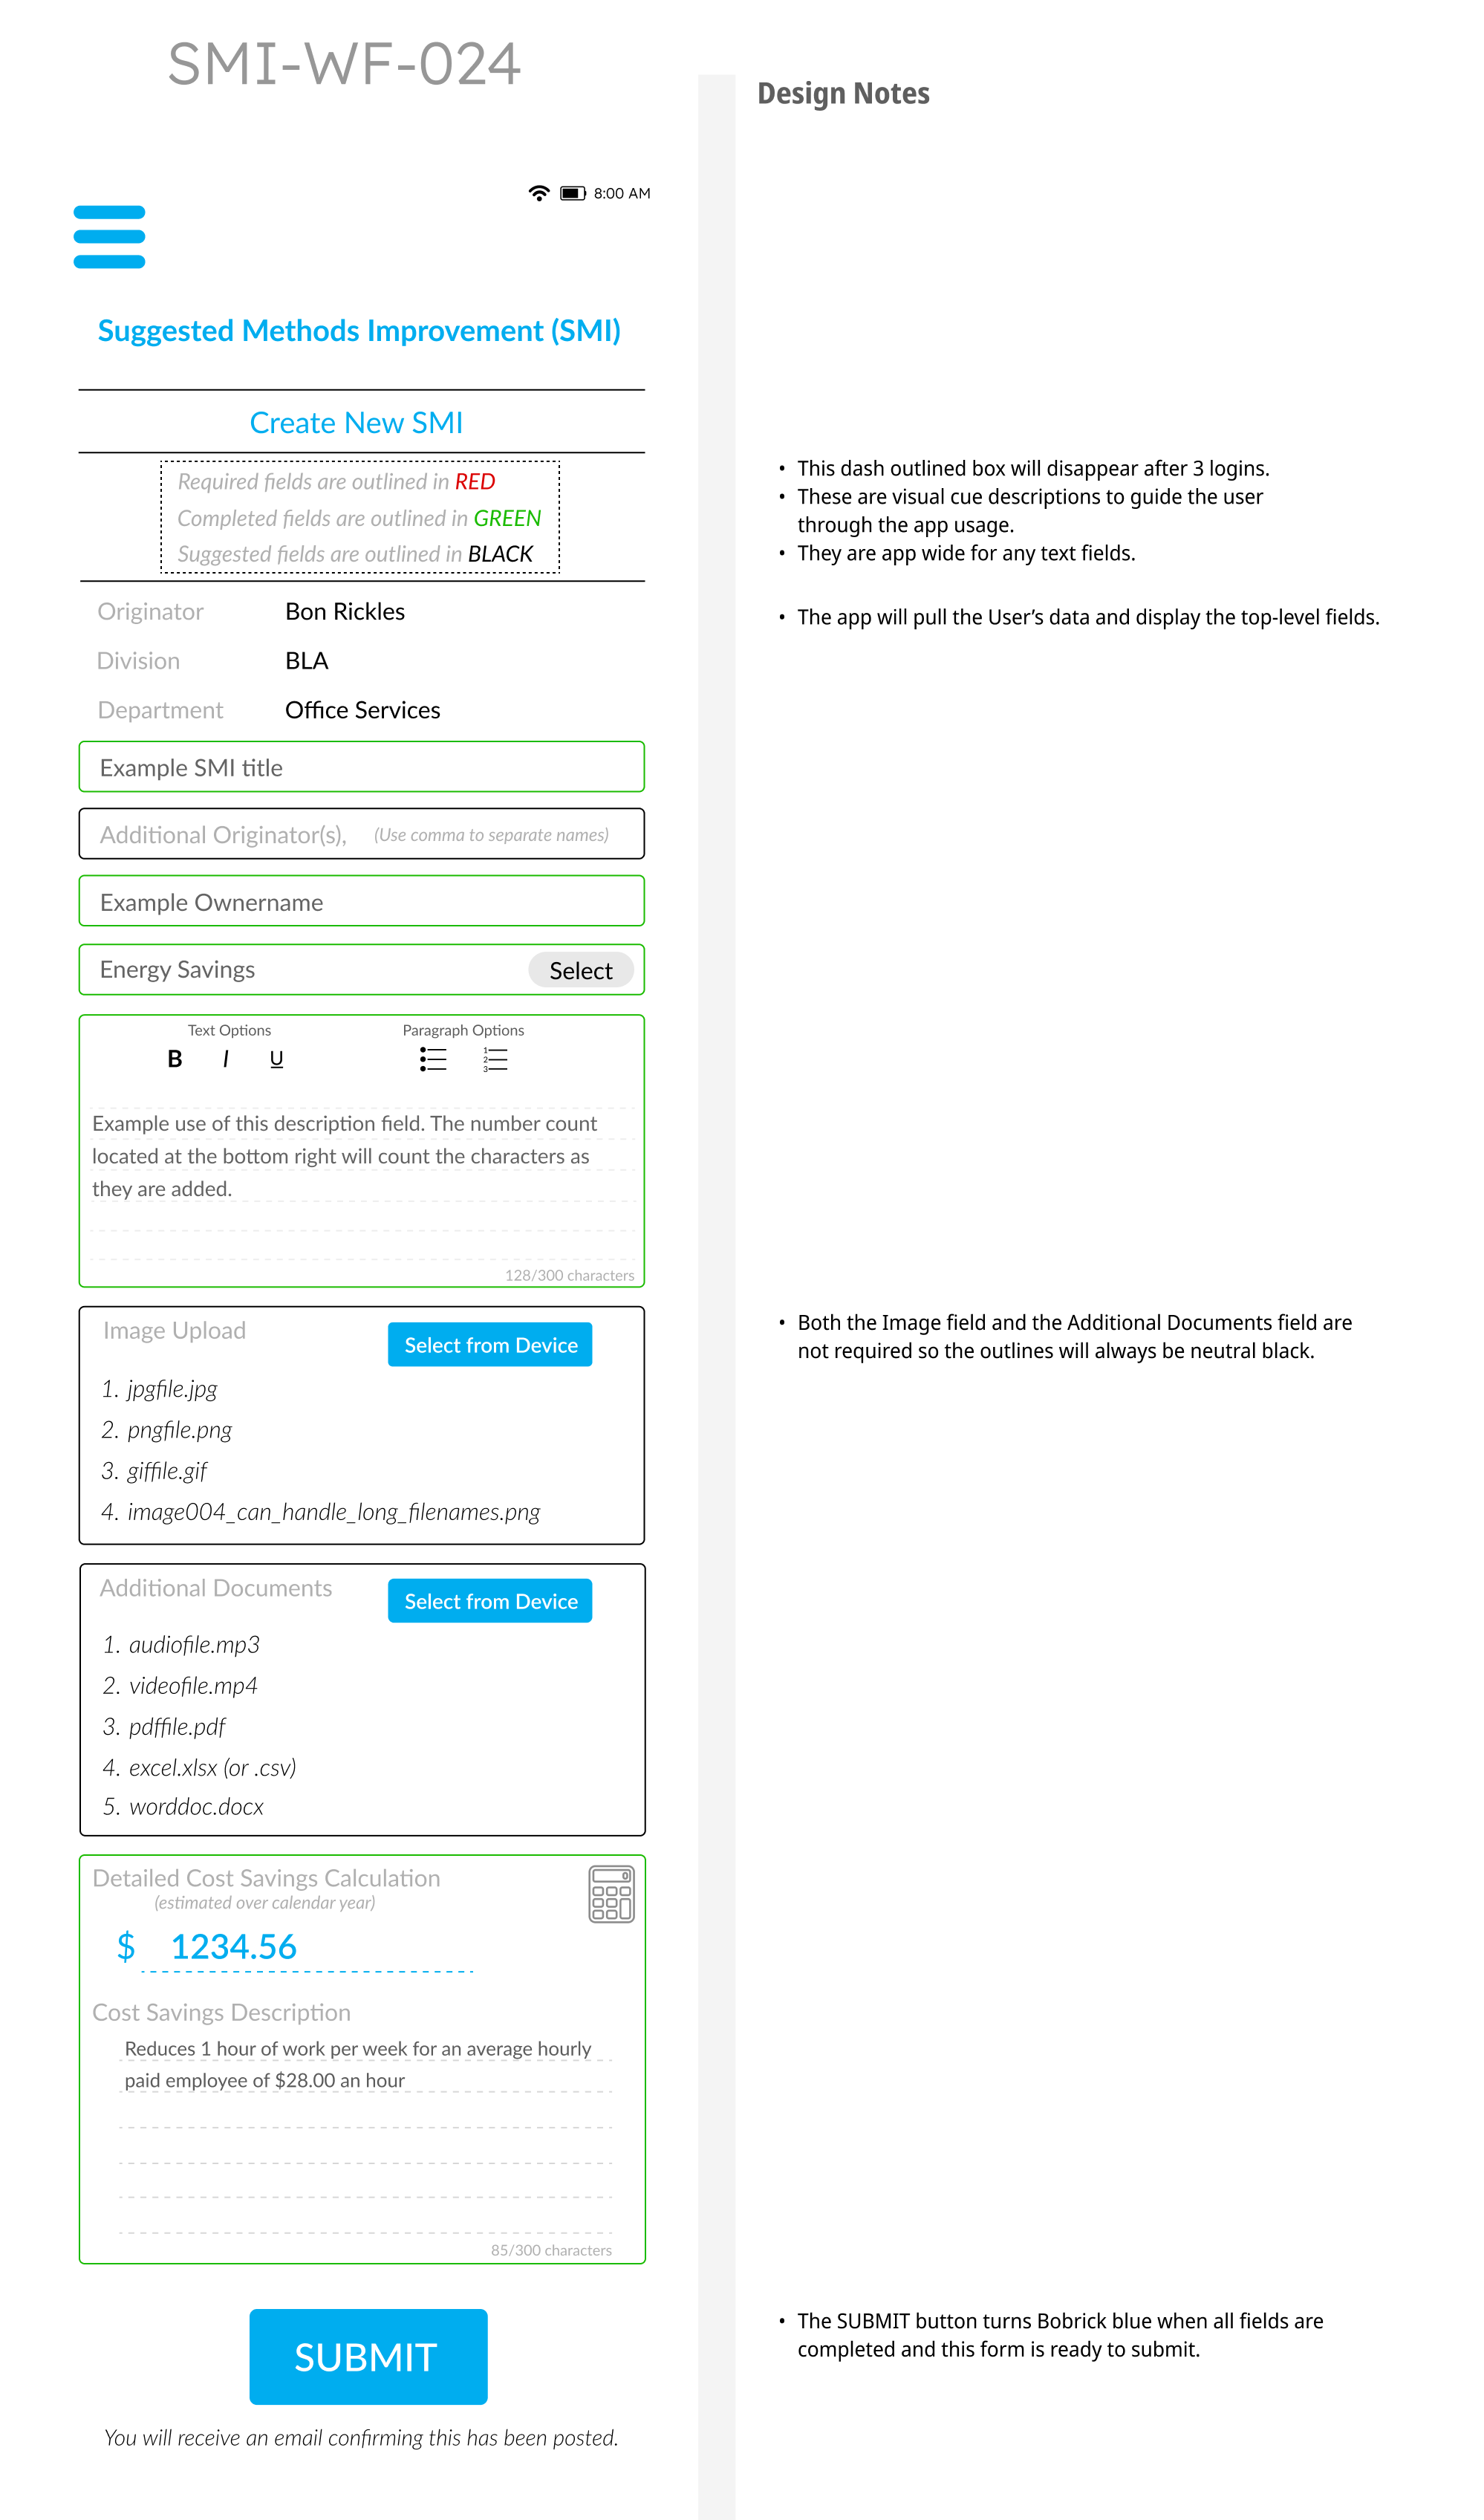 SMI-WF-024
Design Notes
8:00 AM
Suggested Methods Improvement (SMI)
Create New SMI
Required fields are outlined in RED
Completed fields are outlined in GREEN
Suggested fields are outlined in BLACK
• This dash outlined box will disappear after 3 logins.
• These are visual cue descriptions to guide the user
through the app usage.
• They are app wide for any text fields.
Originator Bon Rickles
Division BLA
Department Office Services
• The app will pull the User’s data and display the top-level fields.
Example SMI title
Additional Originator(s), (Use comma to separate names)
Example Ownername
Energy Savings Select
Text Options Paragraph Options
B I U 1 2 3
Example use of this description field. The number count
located at the bottom right will count the characters as
they are added.
128/300 characters
Image Upload Select from Device
1. jpgfile.jpg
2. pngfile.png
3. giffile.gif
4. image004_can_handle_long_filenames.png
• Both the Image field and the Additional Documents field are
not required so the outlines will always be neutral black.
Additional Documents Select from Device
1. audiofile.mp3
2. videofile.mp4
3. pdffile.pdf
4. excel.xlsx (or .csv)
5. worddoc.docx
Detailed Cost Savings Calculation
(estimated over calendar year)
0
$ 1234.56
Cost Savings Description
Reduces 1 hour of work per week for an average hourly
paid employee of $28.00 an hour
85/300 characters
SUBMIT
• The SUBMIT button turns Bobrick blue when all fields are
completed and this form is ready to submit.
You will receive an email confirming this has been posted.